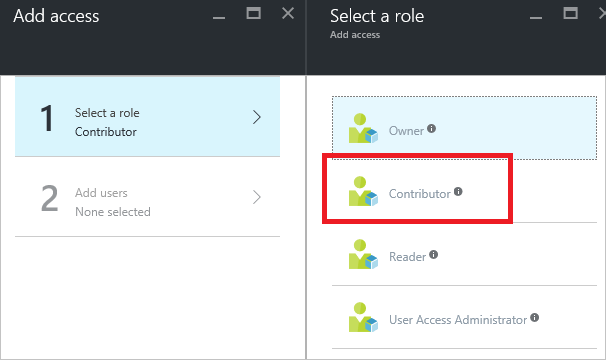 Add access
1
Select a role
Contributor
2
Add users
None selected
Select a role
Add access
Owner
Contributor
Reader
User Access Administrator